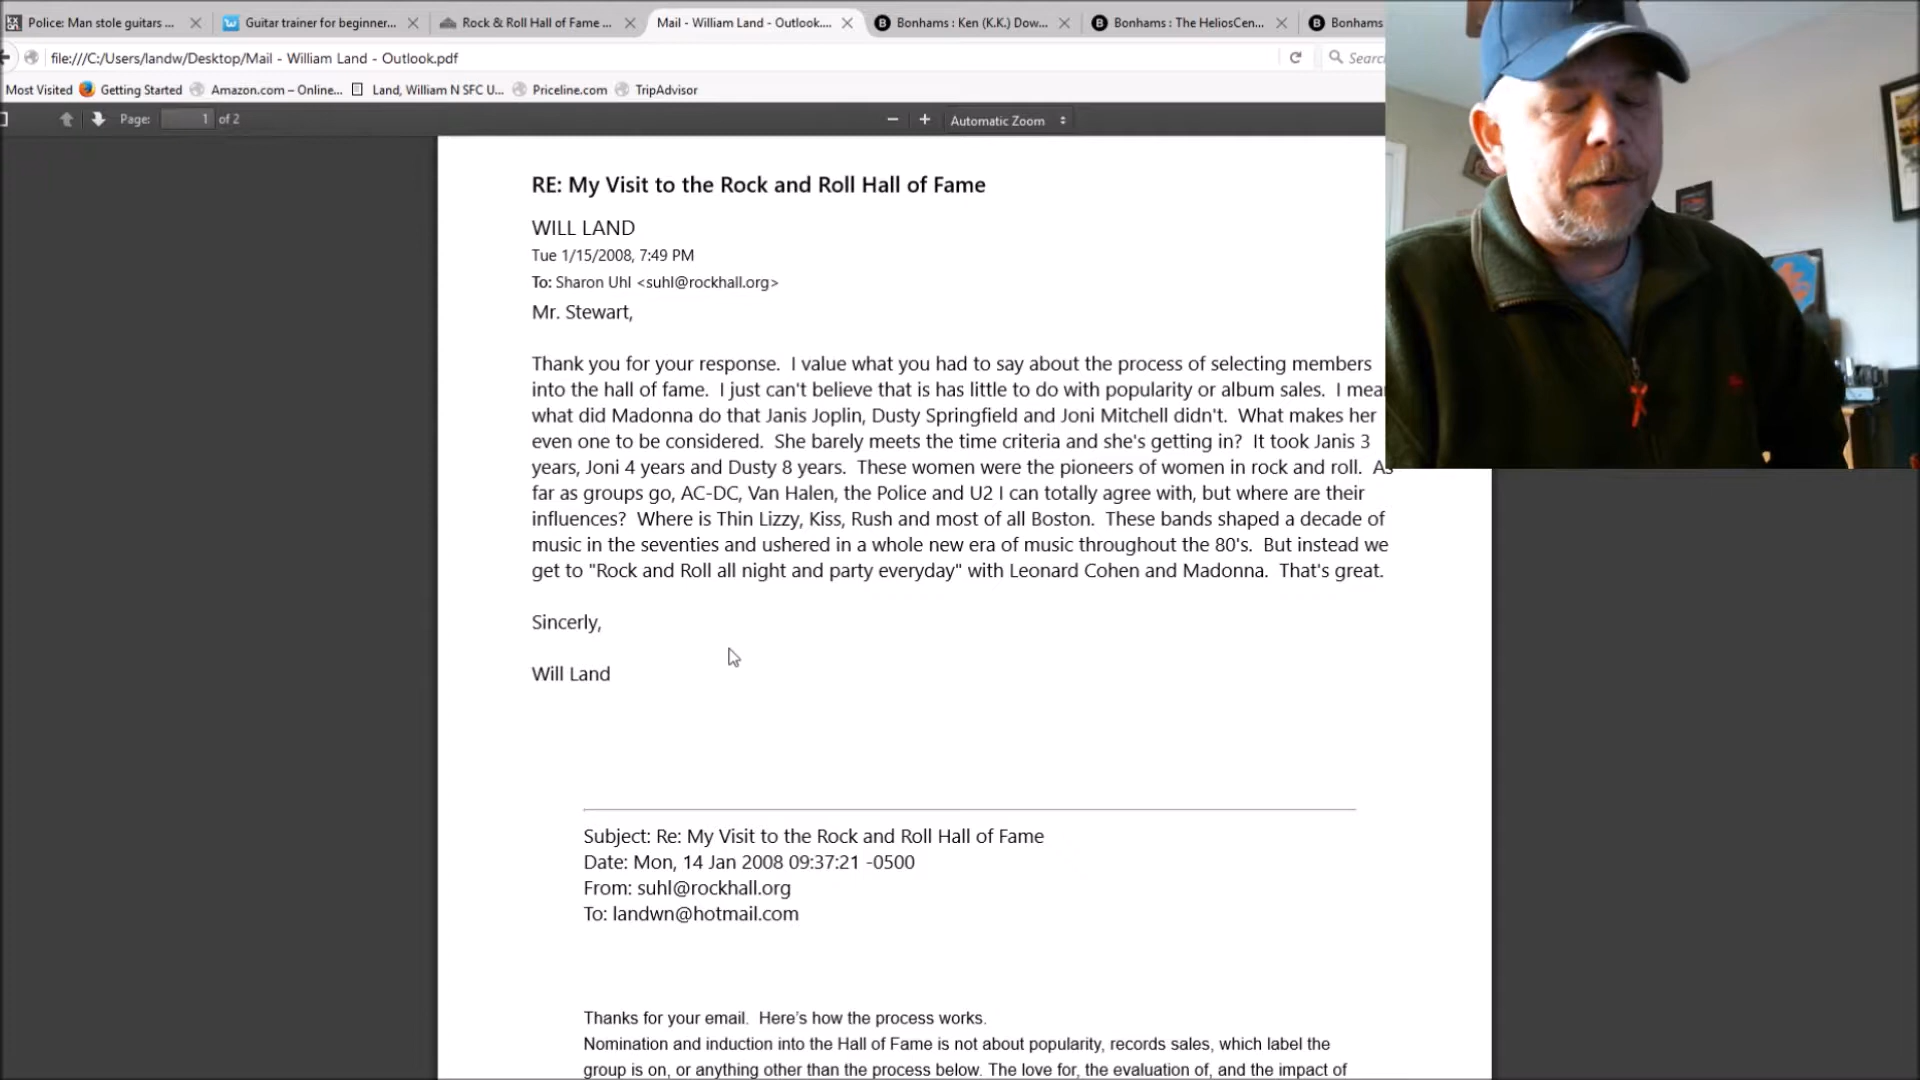 Police: Man stole guitars ...
Guitar trainer for beginner...
Rock & Roll Hall of Fame ...
Mail - William Land - Outlook....
Bonhams : Ken (K.K.) Dow...
Bonhams : The HeliosCen...
Bonhams
file:///C:/Users/landw/Desktop/Mail - William Land - Outlook.pdf
Searc
Most Visited
Getting Started
Amazon.com – Online...
Land, William N SFC U...
Priceline.com
TripAdvisor
Page: 1 of 2
Automatic Zoom
RE: My Visit to the Rock and Roll Hall of Fame
WILL LAND
Tue 1/15/2008, 7:49 PM
To: Sharon Uhl <suhl@rockhall.org>
Mr. Stewart,
Thank you for your response.  I value what you had to say about the process of selecting members
into the hall of fame.  I just can't believe that is has little to do with popularity or album sales.  I mean
what did Madonna do that Janis Joplin, Dusty Springfield and Joni Mitchell didn't.  What makes her
even one to be considered.  She barely meets the time criteria and she's getting in?  It took Janis 3
years, Joni 4 years and Dusty 8 years.  These women were the pioneers of women in rock and roll.  As
far as groups go, AC-DC, Van Halen, the Police and U2 I can totally agree with, but where are their
influences?  Where is Thin Lizzy, Kiss, Rush and most of all Boston.  These bands shaped a decade of
music in the seventies and ushered in a whole new era of music throughout the 80's.  But instead we
get to "Rock and Roll all night and party everyday" with Leonard Cohen and Madonna.  That's great.
Sincerly,
Will Land
Subject: Re: My Visit to the Rock and Roll Hall of Fame
Date: Mon, 14 Jan 2008 09:37:21 -0500
From: suhl@rockhall.org
To: landwn@hotmail.com
Thanks for your email.  Here's how the process works.
Nomination and induction into the Hall of Fame is not about popularity, records sales, which label the
group is on, or anything other than the process below. The love for, the evaluation of, and the impact of